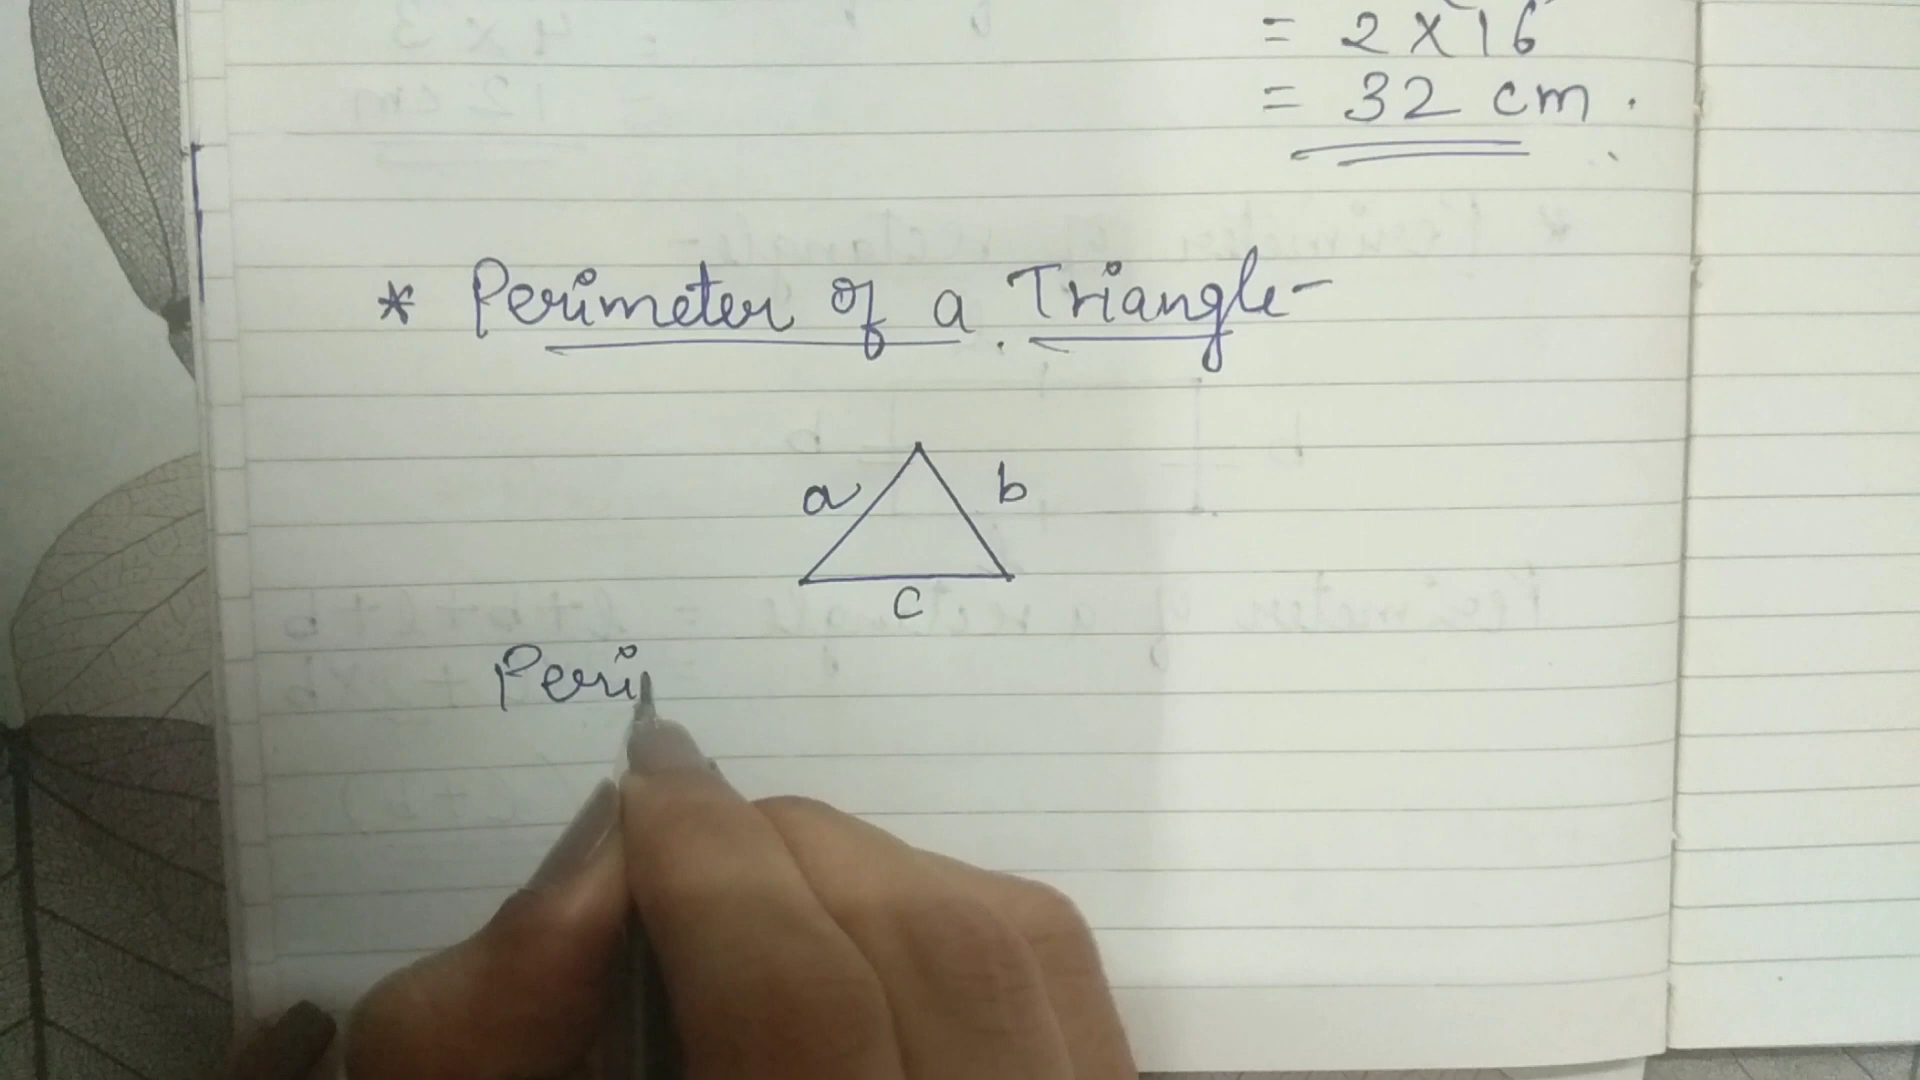 = 2 × 16
= 32 cm.
* Perimeter of a Triangle-
a b
c
Peri